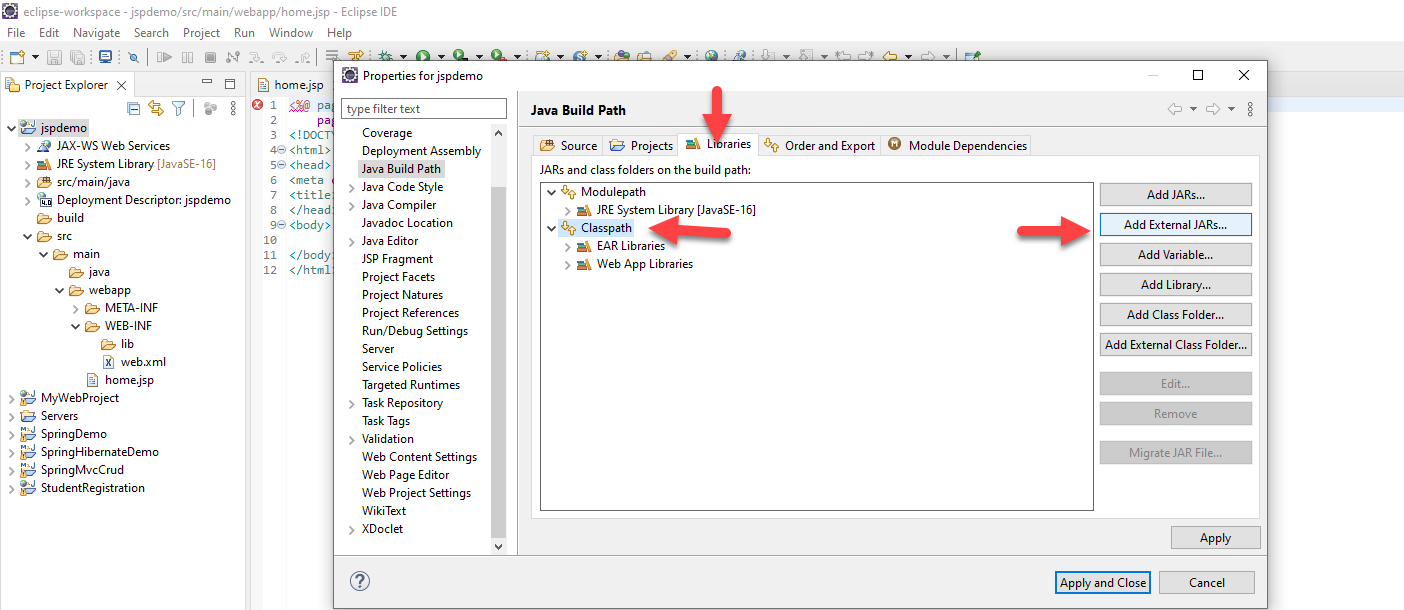 eclipse-workspace - jspdemo/src/main/webapp/home.jsp - Eclipse IDE
File Edit Navigate Search Project Run Window Help
Project Explorer
jspdemo
JAX-WS Web Services
JRE System Library [JavaSE-16]
src/main/java
Deployment Descriptor: jspdemo
build
src
main
java
webapp
META-INF
WEB-INF
lib
web.xml
home.jsp
MyWebProject
Servers
SpringDemo
SpringHibernateDemo
SpringMvcCrud
StudentRegistration
home.jsp
1 <%@ pag
2 pag
3 <!DOCTY
4 <html>
5 <head>
6 <meta c
7 <title>
8 </head>
9 <body>
10
11 </body>
12 </html>
Properties for jspdemo
type filter text
Coverage
Deployment Assembly
Java Build Path
Java Code Style
Java Compiler
Javadoc Location
Java Editor
JSP Fragment
Project Facets
Project Natures
Project References
Run/Debug Settings
Server
Service Policies
Targeted Runtimes
Task Repository
Task Tags
Validation
Web Content Settings
Web Page Editor
Web Project Settings
WikiText
XDoclet
Java Build Path
Source Projects Libraries Order and Export Module Dependencies
JARs and class folders on the build path:
Modulepath
JRE System Library [JavaSE-16]
Classpath
EAR Libraries
Web App Libraries
Add JARs...
Add External JARs...
Add Variable...
Add Library...
Add Class Folder...
Add External Class Folder...
Edit...
Remove
Migrate JAR File...
Apply
?
Apply and Close Cancel